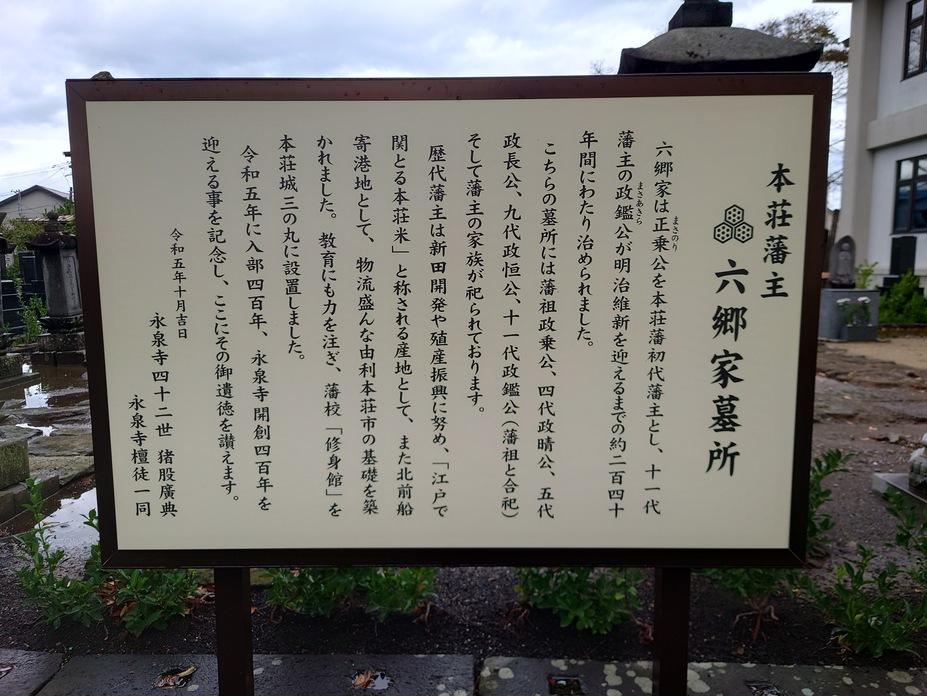 本荘藩主
六郷家墓所
六郷家は正乗公を本荘藩初代藩主とし、十一代
まさのり
藩主の政鑑公が明治維新を迎えるまでの約二百四十
まさあきら
年間にわたり治められました。
こちらの墓所には藩祖政乗公、四代政晴公、五代
政長公、九代政恒公、十一代政鑑公（藩祖と合祀）
そして藩主の家族が祀られております。
歴代藩主は新田開発や殖産振興に努め、「江戸で
関とる本荘米」と称される産地として、また北前船
寄港地として、物流盛んな由利本荘市の基礎を築
かれました。教育にも力を注ぎ、藩校「修身館」を
本荘城三の丸に設置しました。
令和五年に入部四百年、永泉寺開創四百年を
迎える事を記念し、ここにその御遺徳を讃えます。
令和五年十月吉日
永泉寺四十二世 猪股廣典
永泉寺檀徒一同